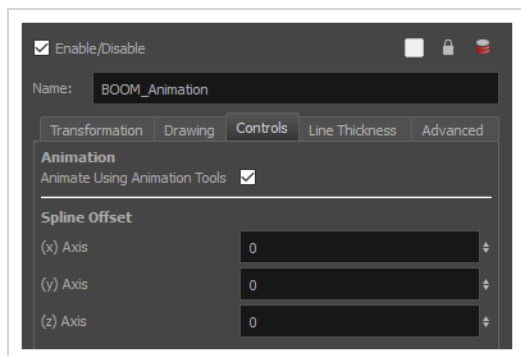 Enable/Disable
Name: BOOM_Animation
Transformation Drawing Controls Line Thickness Advanced
Animation
Animate Using Animation Tools
Spline Offset
(x) Axis 0
(y) Axis 0
(z) Axis 0